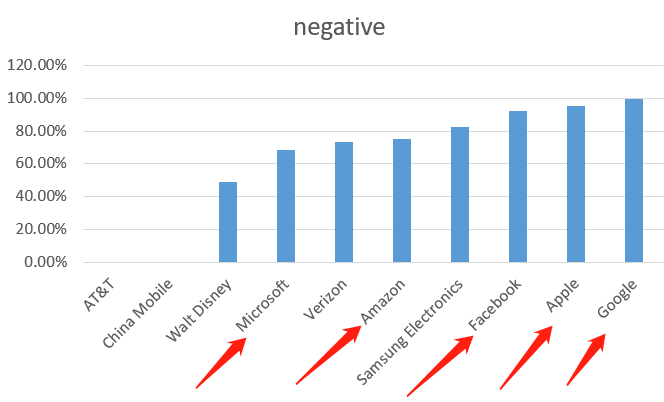 negative
120.00%
100.00%
80.00%
60.00%
40.00%
20.00%
0.00%
AT&T
China Mobile
Walt Disney
Microsoft
Verizon
Amazon
Samsung Electronics
Facebook
Apple
Google